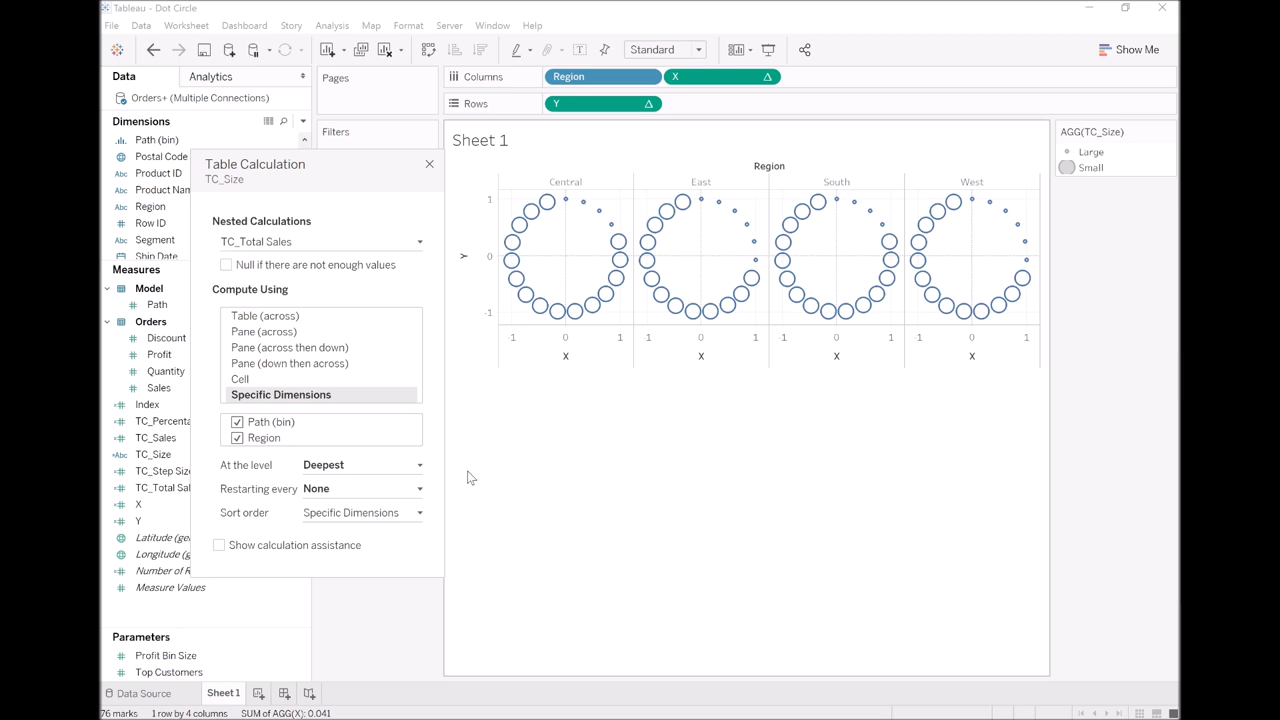 Tableau - Dot Circle
File Data Worksheet Dashboard Story Analysis Map Format Server Window Help
Standard
Show Me
Data Analytics
Pages
Columns Region X
Orders+ (Multiple Connections)
Rows Y
Dimensions
Filters
Path (bin)
Postal Code
Product ID
Product Nam
Region
Row ID
Segment
Ship Date
Measures
Model
Path
Orders
Discount
Profit
Quantity
Sales
Index
TC_Percenta
TC_Sales
TC_Size
TC_Step Siz
TC_Total Sal
X
Y
Latitude (ge
Longitude (g
Number of R
Measure Values
Parameters
Profit Bin Size
Top Customers
Table Calculation
TC_Size
Nested Calculations
TC_Total Sales
Null if there are not enough values
Compute Using
Table (across)
Pane (across)
Pane (across then down)
Pane (down then across)
Cell
Specific Dimensions
Path (bin)
Region
At the level Deepest
Restarting every None
Sort order Specific Dimensions
Show calculation assistance
Sheet 1
Region
Central East South West
1
0
-1
Y
-1 0 1 -1 0 1 -1 0 1 -1 0 1
X X X X
AGG(TC_Size)
Large
Small
Data Source Sheet 1
76 marks 1 row by 4 columns SUM of AGG(X): 0.041